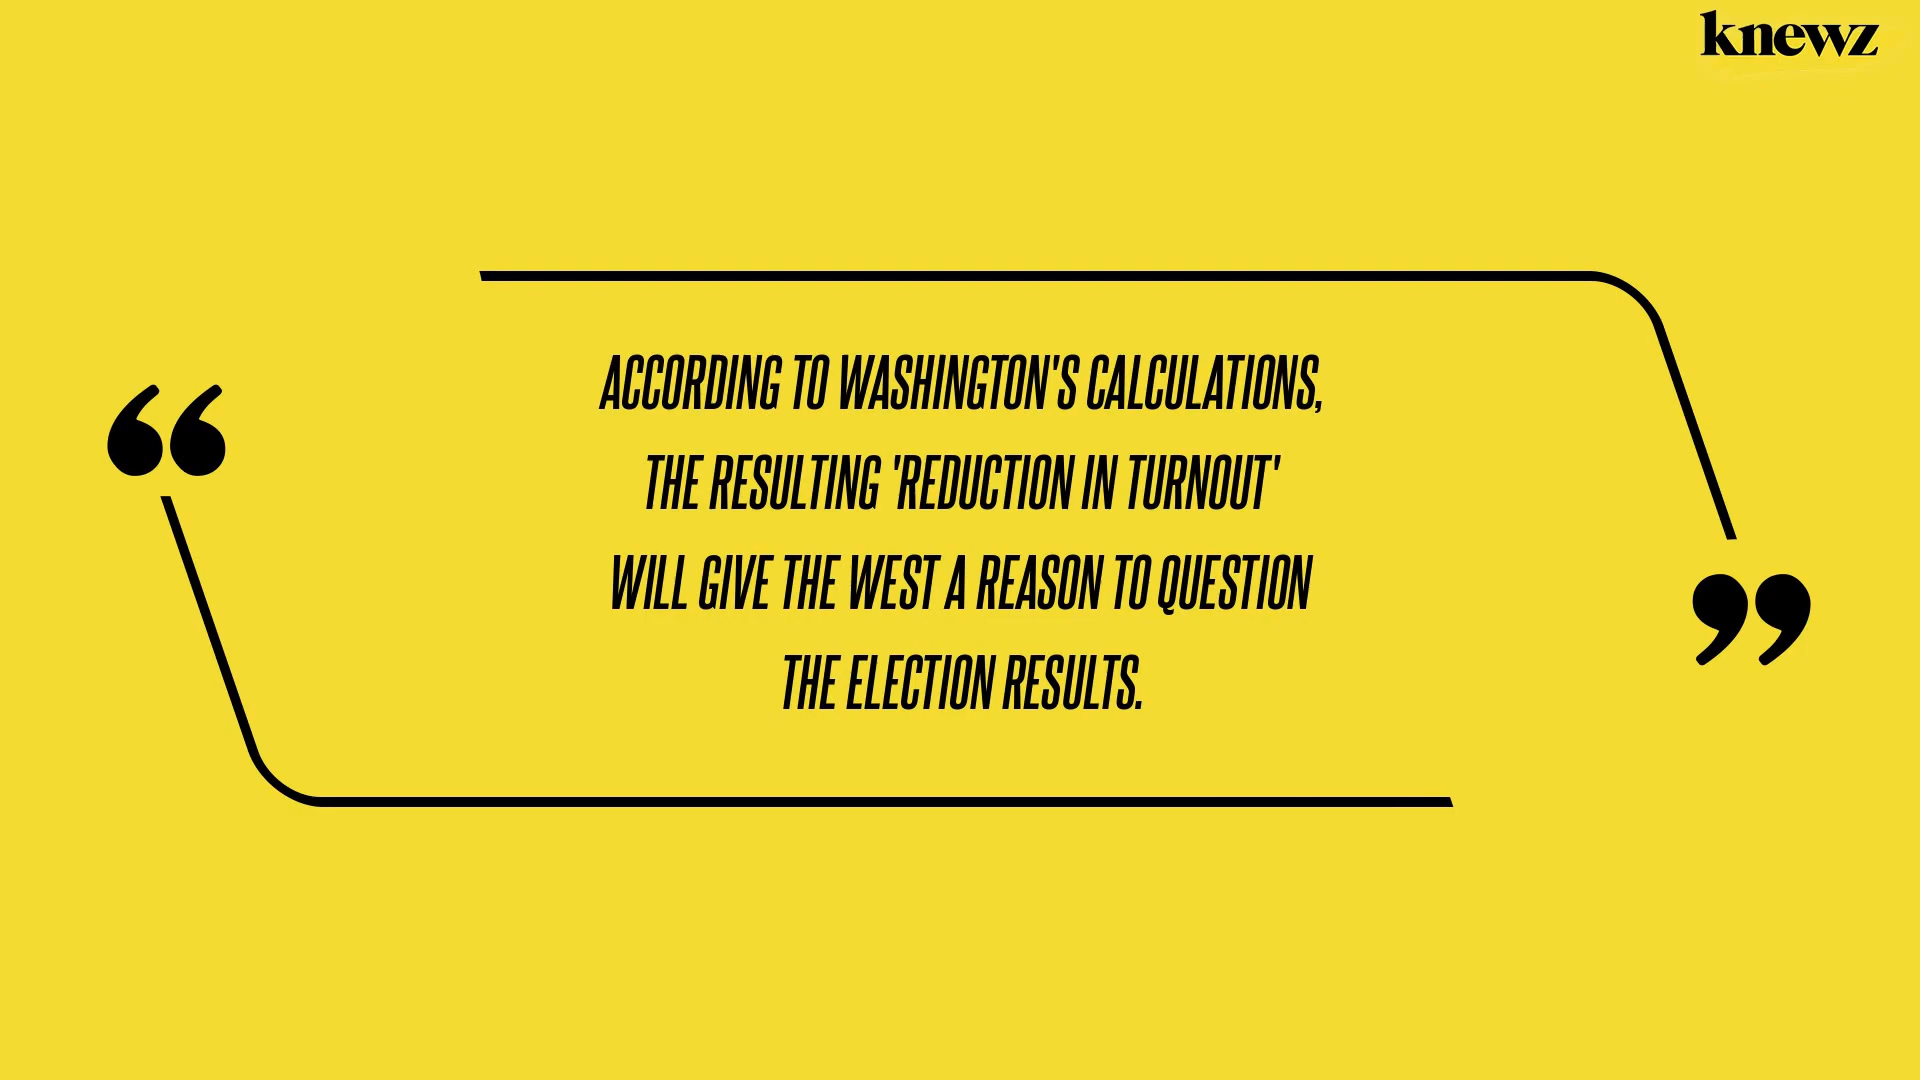 knewz
“
ACCORDING TO WASHINGTON'S CALCULATIONS,
THE RESULTING 'REDUCTION IN TURNOUT'
WILL GIVE THE WEST A REASON TO QUESTION
THE ELECTION RESULTS.
”